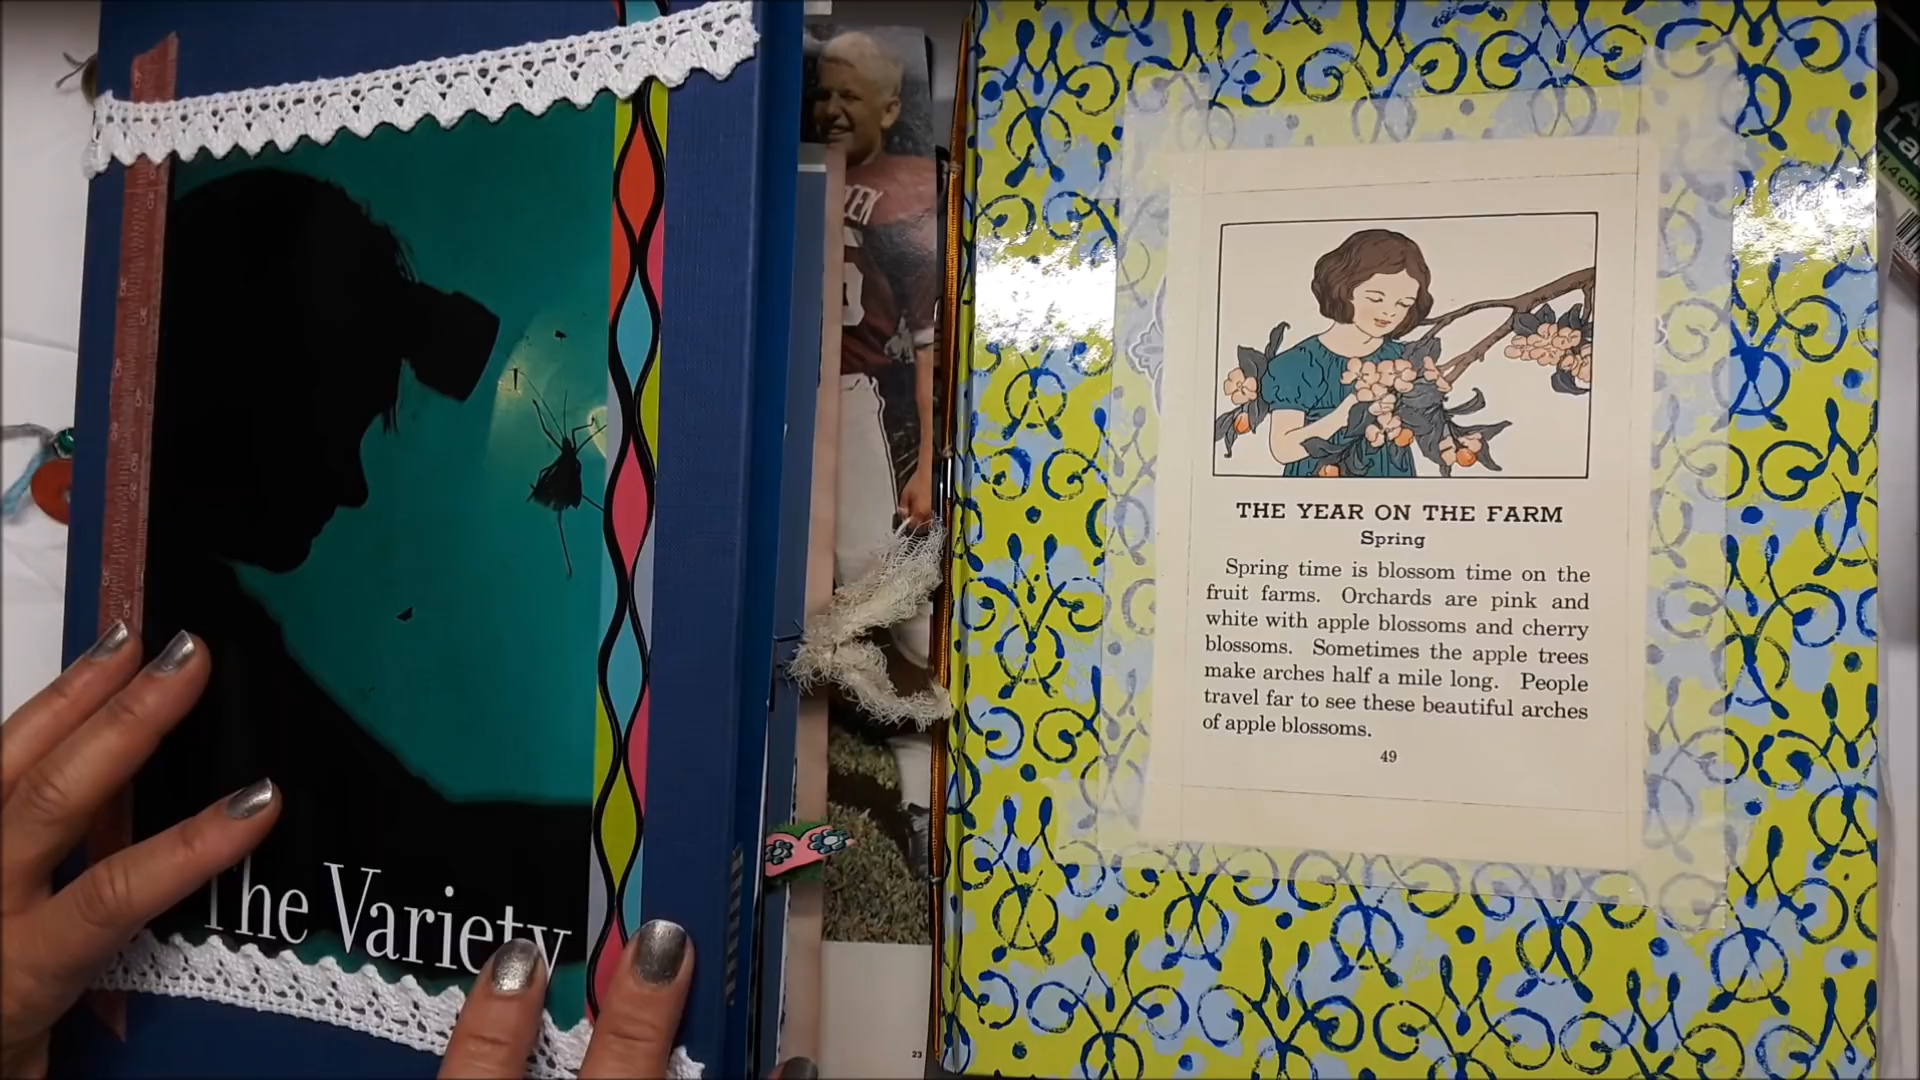 The Variety
23
THE YEAR ON THE FARM
Spring
Spring time is blossom time on the
fruit farms. Orchards are pink and
white with apple blossoms and cherry
blossoms. Sometimes the apple trees
make arches half a mile long. People
travel far to see these beautiful arches
of apple blossoms.
49